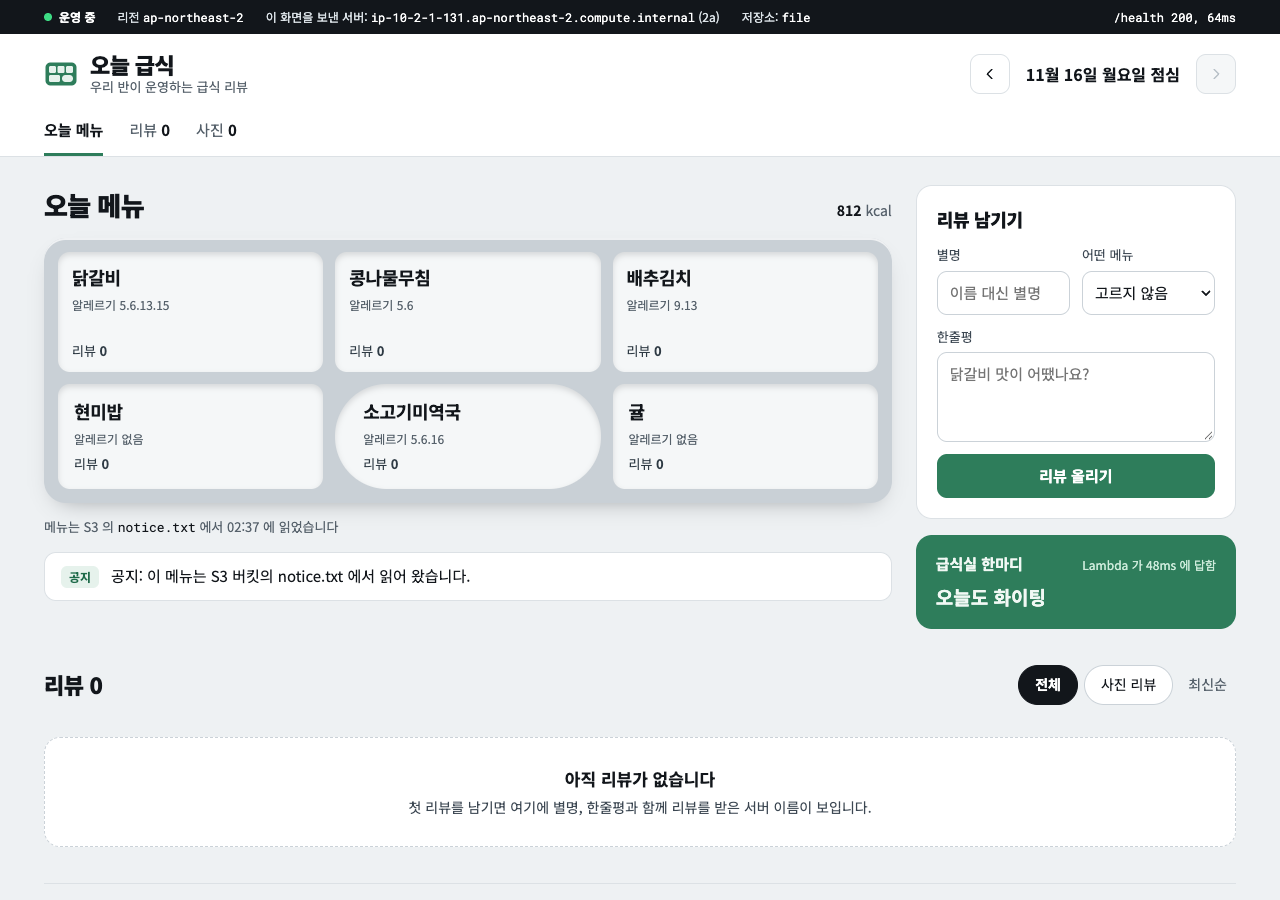 운영 중 리전 ap-northeast-2 이 화면을 보낸 서버: ip-10-2-1-131.ap-northeast-2.compute.internal (2a) 저장소: file /health 200, 64ms
오늘 급식
우리 반이 운영하는 급식 리뷰
11월 16일 월요일 점심
오늘 메뉴 리뷰 0 사진 0
오늘 메뉴
812 kcal
닭갈비
알레르기 5.6.13.15
리뷰 0
콩나물무침
알레르기 5.6
리뷰 0
배추김치
알레르기 9.13
리뷰 0
현미밥
알레르기 없음
리뷰 0
소고기미역국
알레르기 5.6.16
리뷰 0
귤
알레르기 없음
리뷰 0
메뉴는 S3 의 notice.txt 에서 02:37 에 읽었습니다
공지 공지: 이 메뉴는 S3 버킷의 notice.txt 에서 읽어 왔습니다.
리뷰 남기기
별명 어떤 메뉴
이름 대신 별명 고르지 않음
한줄평
닭갈비 맛이 어땠나요?
리뷰 올리기
급식실 한마디 Lambda 가 48ms 에 답함
오늘도 화이팅
리뷰 0
전체 사진 리뷰 최신순
아직 리뷰가 없습니다
첫 리뷰를 남기면 여기에 별명, 한줄평과 함께 리뷰를 받은 서버 이름이 보입니다.